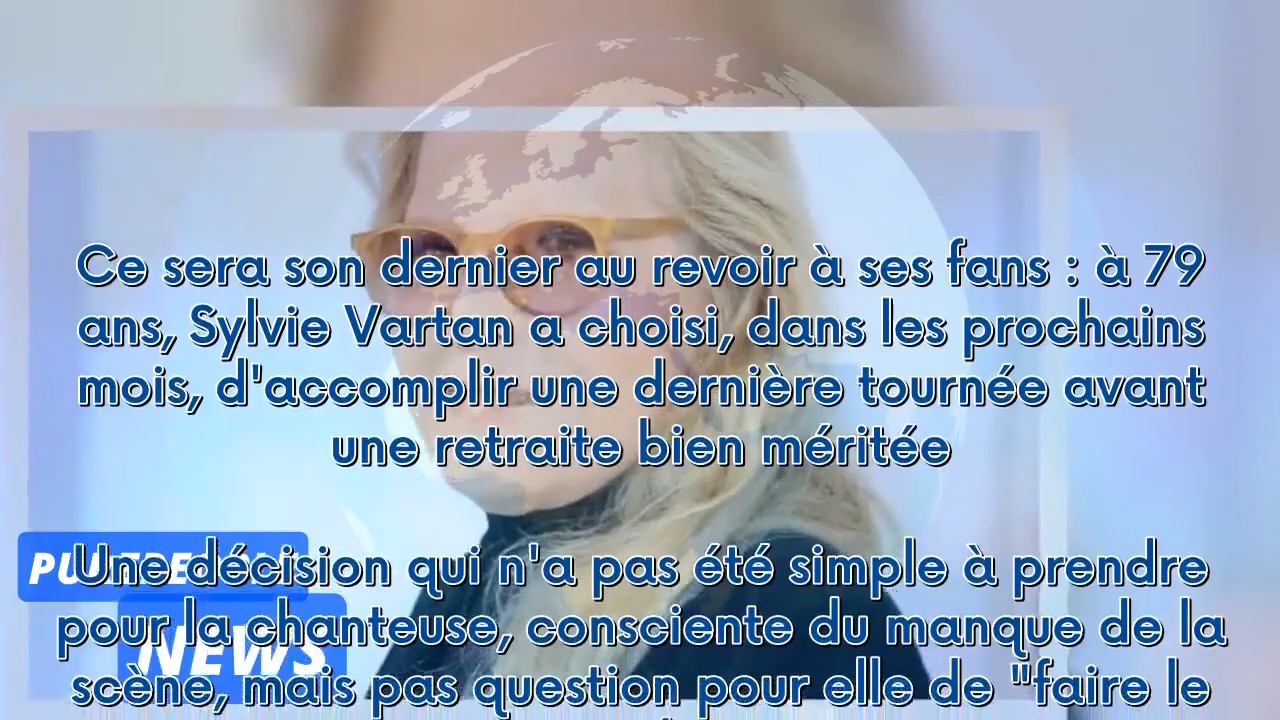 Ce sera son dernier au revoir à ses fans : à 79
ans, Sylvie Vartan a choisi, dans les prochains
mois, d'accomplir une dernière tournée avant
une retraite bien méritée
Une décision qui n'a pas été simple à prendre
pour la chanteuse, consciente du manque de la
scène, mais pas question pour elle de "faire le
NEWS